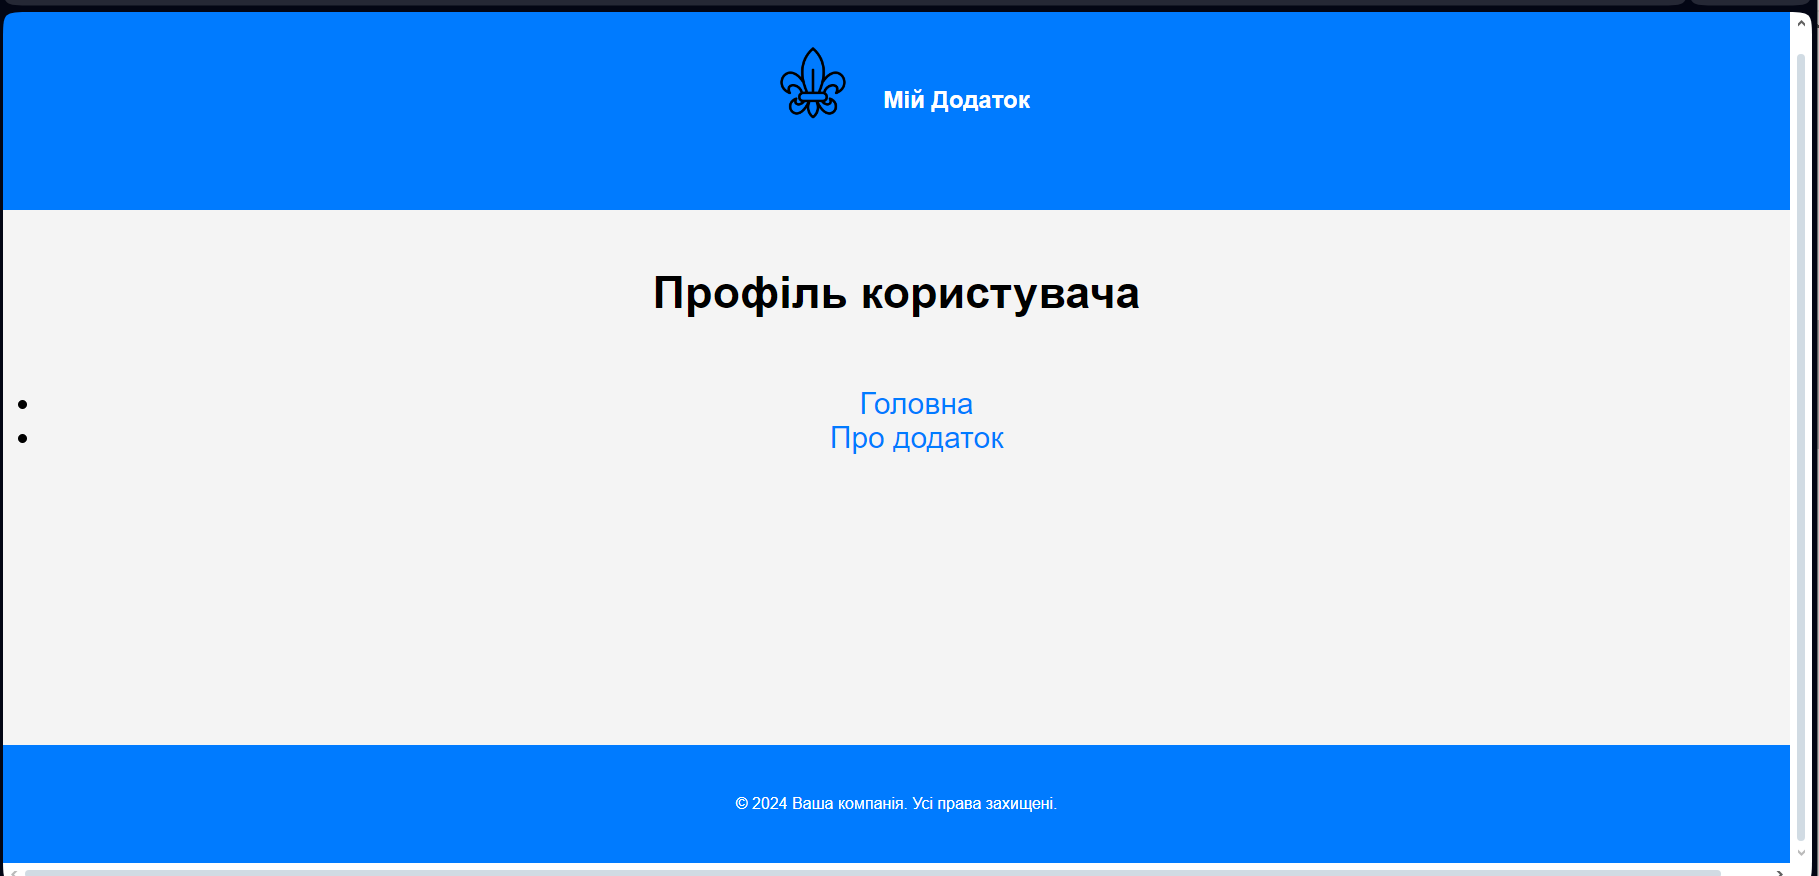 Мій Додаток
Профіль користувача
Головна
Про додаток
© 2024 Ваша компанія. Усі права захищені.